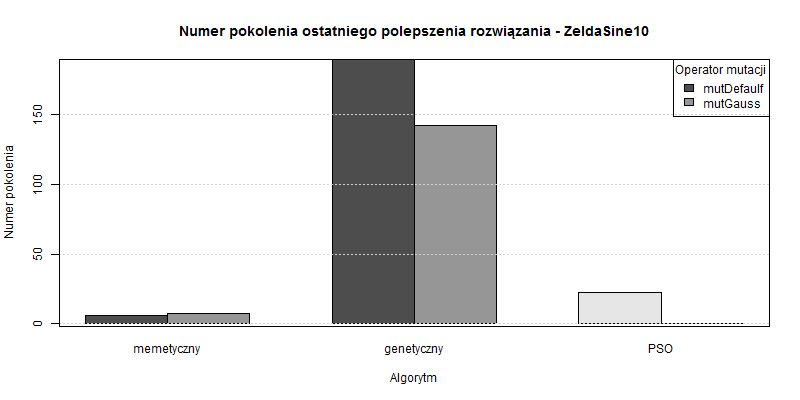 Numer pokolenia ostatniego polepszenia rozwiązania - ZeldaSine10
Operator mutacji
mutDefaulf
mutGauss
Numer pokolenia
150
100
50
0
memetyczny genetyczny PSO
Algorytm